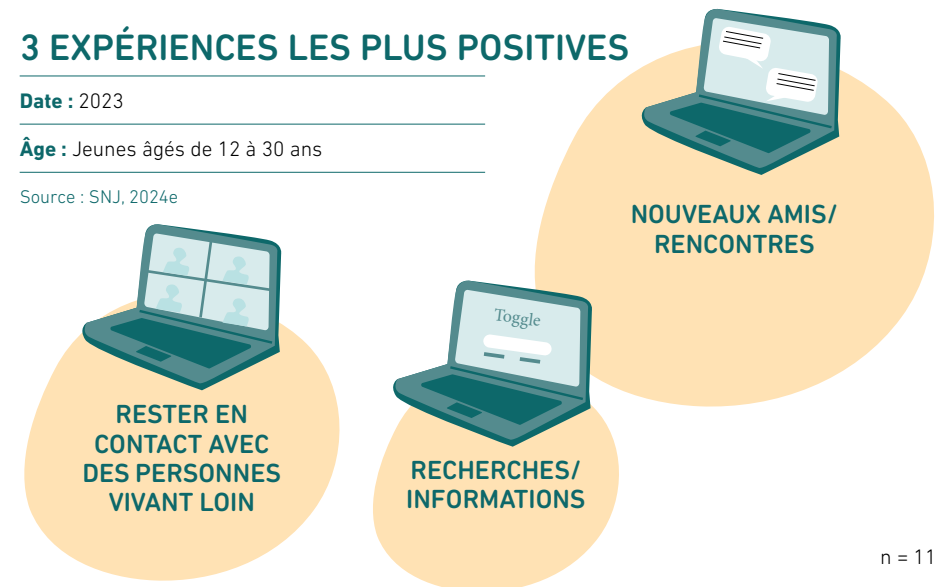 3 EXPÉRIENCES LES PLUS POSITIVES
Date : 2023
Âge : Jeunes âgés de 12 à 30 ans
Source : SNJ, 2024e
NOUVEAUX AMIS/
RENCONTRES
Toggle
RESTER EN
CONTACT AVEC
DES PERSONNES
VIVANT LOIN
RECHERCHES/
INFORMATIONS
n = 11